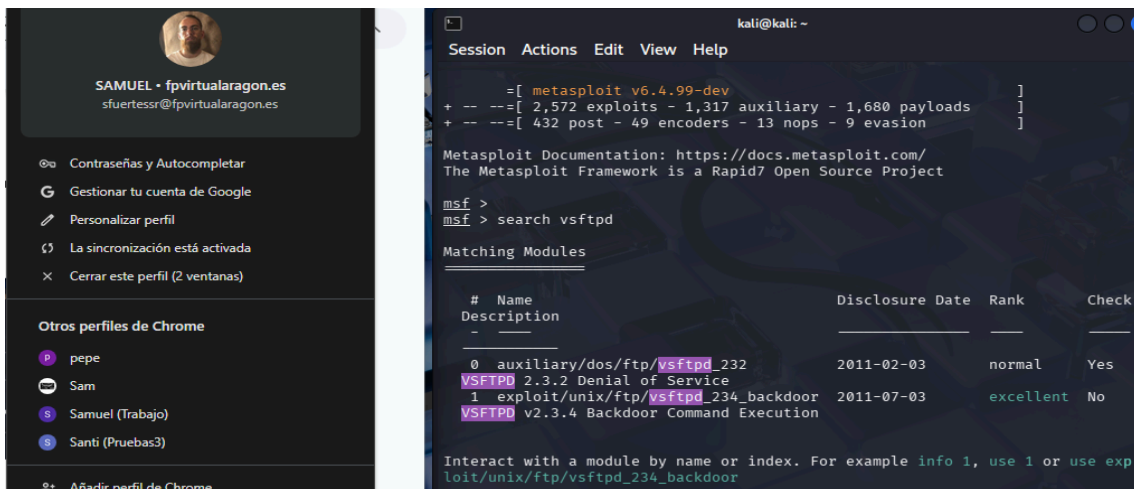 SAMUEL • fpvirtualaragon.es
sfuertessr@fpvirtualaragon.es
Contraseñas y Autocompletar
Gestionar tu cuenta de Google
Personalizar perfil
La sincronización está activada
Cerrar este perfil (2 ventanas)
Otros perfiles de Chrome
P pepe
Sam
S Samuel (Trabajo)
S Santi (Pruebas3)
Añadir perfil de Chrome
kali@kali: ~
Session Actions Edit View Help
=[ metasploit v6.4.99-dev ]
+ -- --=[ 2,572 exploits - 1,317 auxiliary - 1,680 payloads ]
+ -- --=[ 432 post - 49 encoders - 13 nops - 9 evasion ]
Metasploit Documentation: https://docs.metasploit.com/
The Metasploit Framework is a Rapid7 Open Source Project
msf >
msf > search vsftpd
Matching Modules
================
# Name Disclosure Date Rank Check
Description
- ---- --------------- ---- -----
-----------
0 auxiliary/dos/ftp/vsftpd_232 2011-02-03 normal Yes
VSFTPD 2.3.2 Denial of Service
1 exploit/unix/ftp/vsftpd_234_backdoor 2011-07-03 excellent No
VSFTPD v2.3.4 Backdoor Command Execution
Interact with a module by name or index. For example info 1, use 1 or use exp
loit/unix/ftp/vsftpd_234_backdoor